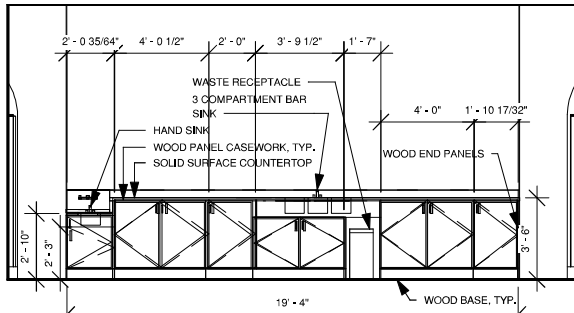 2' - 0 35/64"
4' - 0 1/2"
2' - 0"
3' - 9 1/2"
1' - 7"
WASTE RECEPTACLE
3 COMPARTMENT BAR
SINK
4' - 0"
1' - 10 17/32"
HAND SINK
WOOD PANEL CASEWORK, TYP.
WOOD END PANELS
SOLID SURFACE COUNTERTOP
2' - 10"
2' - 3"
3' - 6"
19' - 4"
WOOD BASE, TYP.